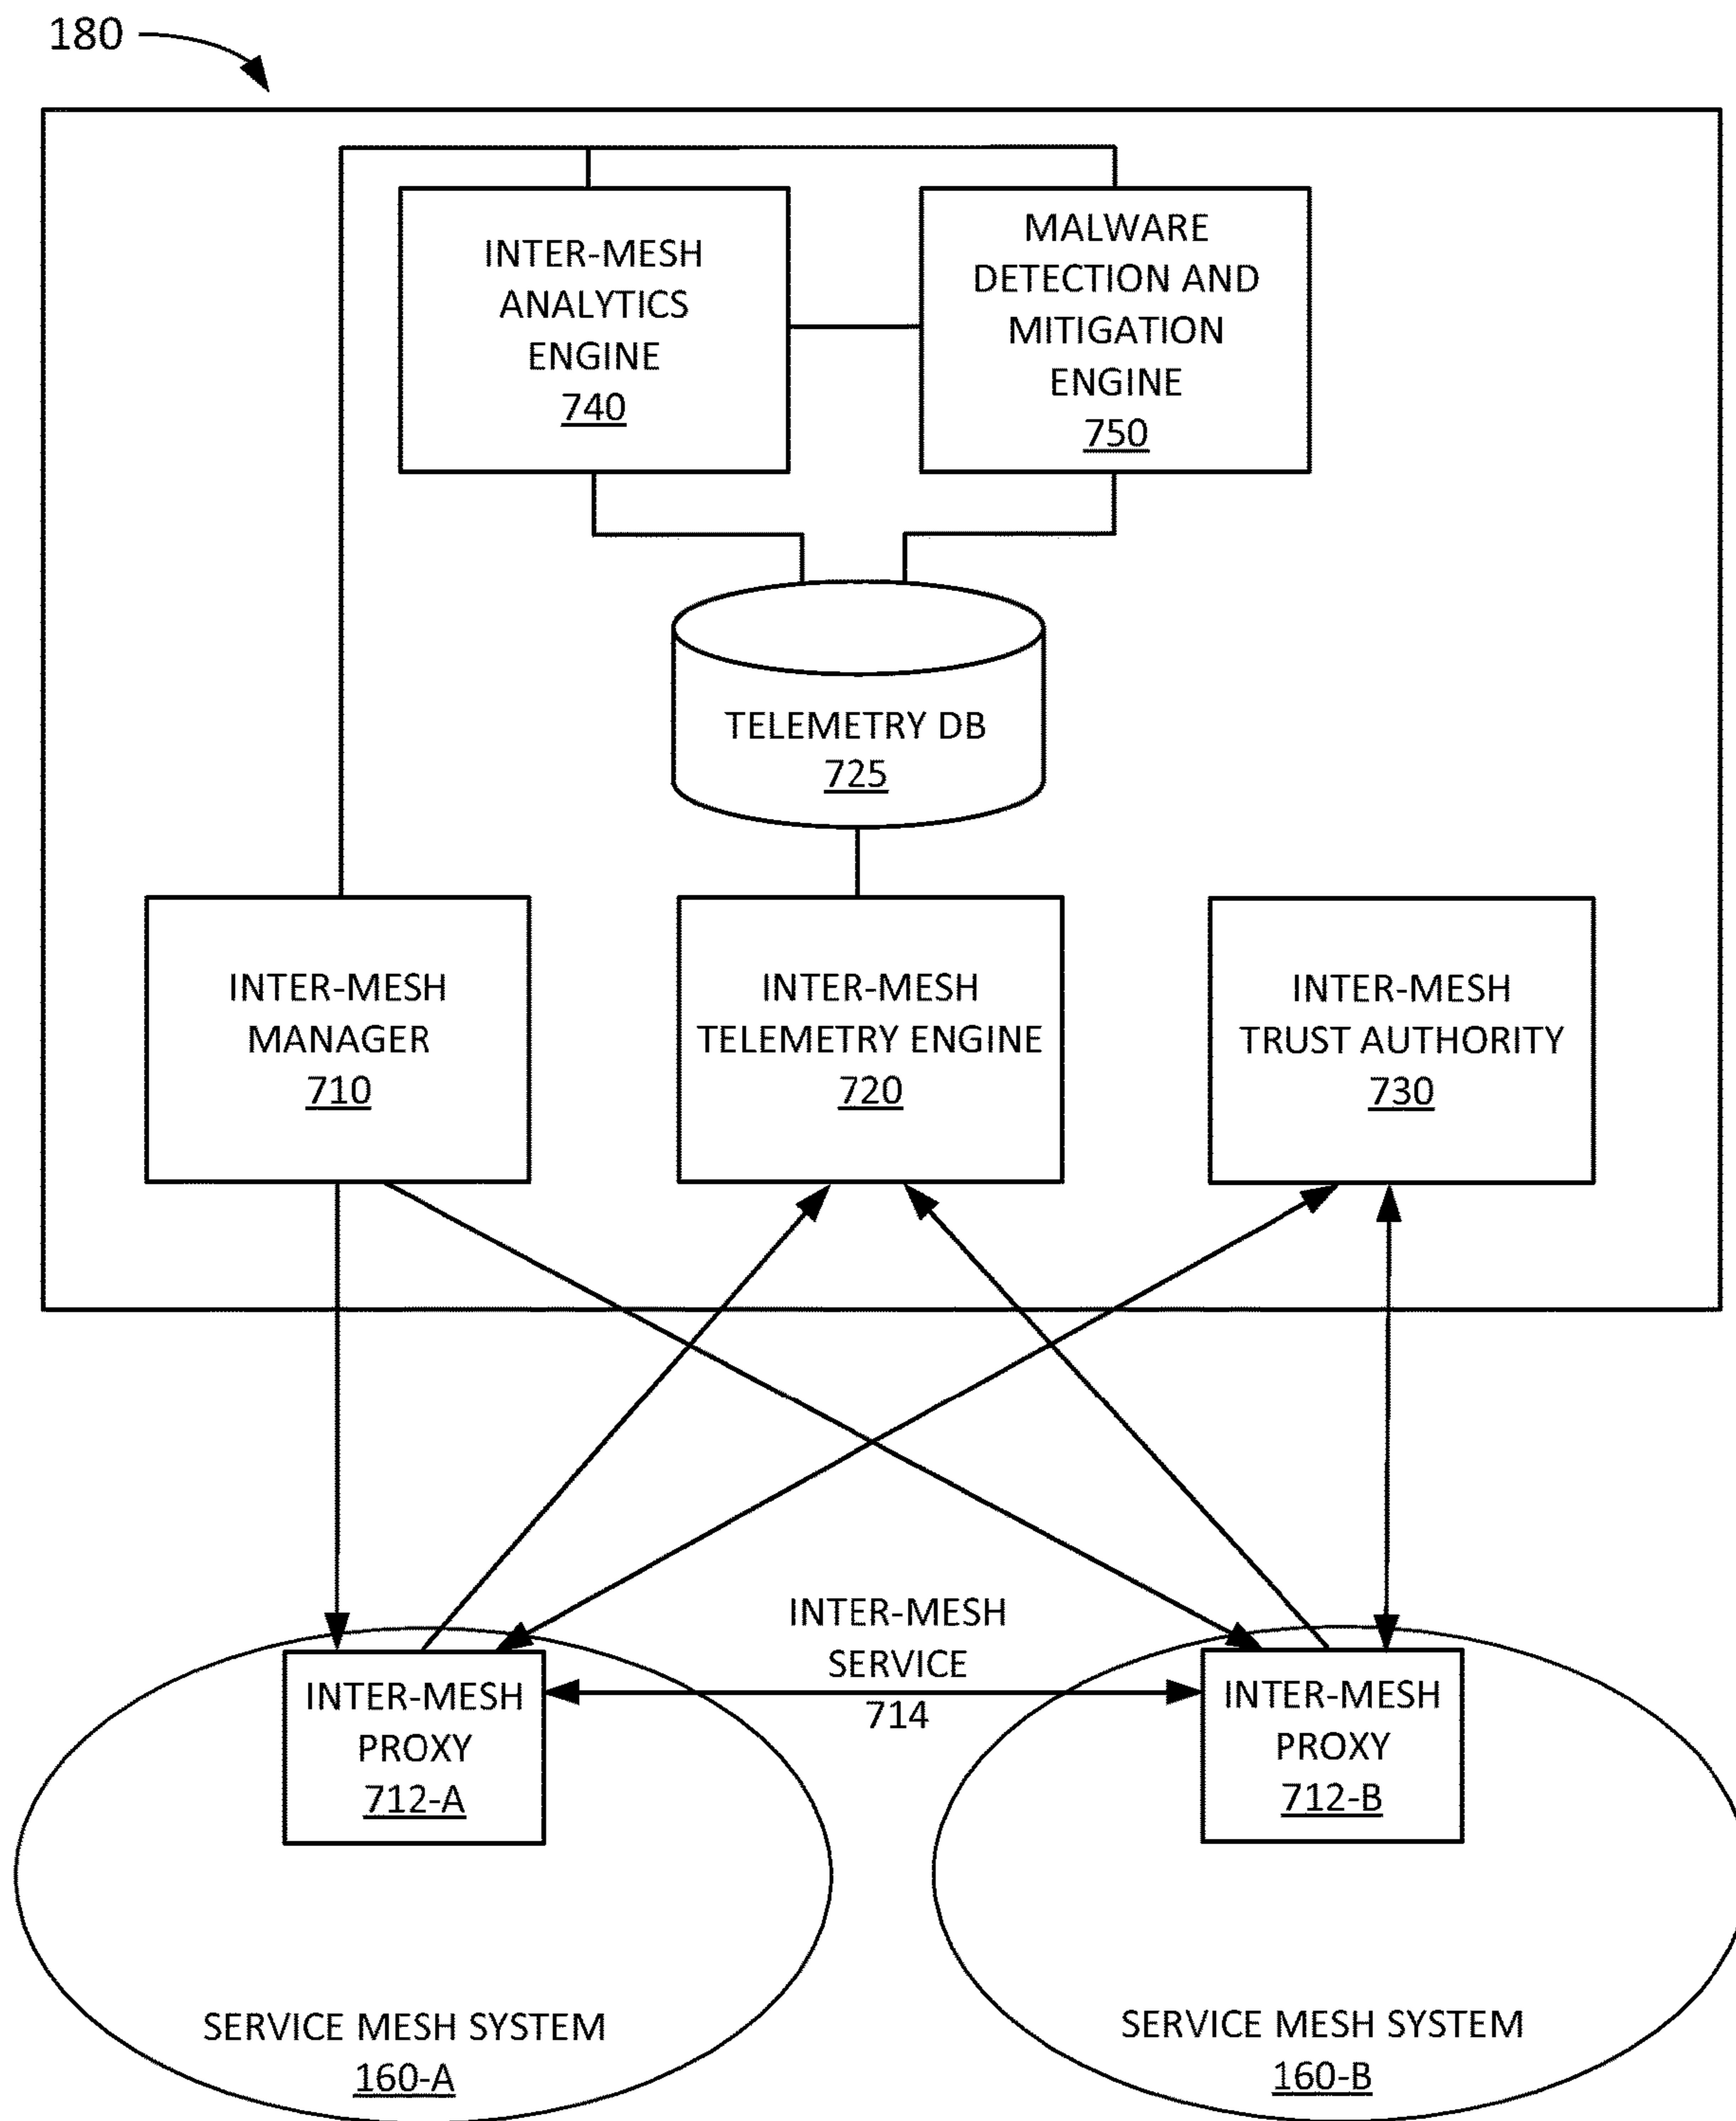 180
INTER-MESH
ANALYTICS
ENGINE
740
MALWARE
DETECTION AND
MITIGATION
ENGINE
750
TELEMETRY DB
725
INTER-MESH
MANAGER
710
INTER-MESH
TELEMETRY ENGINE
720
INTER-MESH
TRUST AUTHORITY
730
INTER-MESH
SERVICE
714
INTER-MESH
PROXY
712-A
INTER-MESH
PROXY
712-B
SERVICE MESH SYSTEM
160-A
SERVICE MESH SYSTEM
160-B